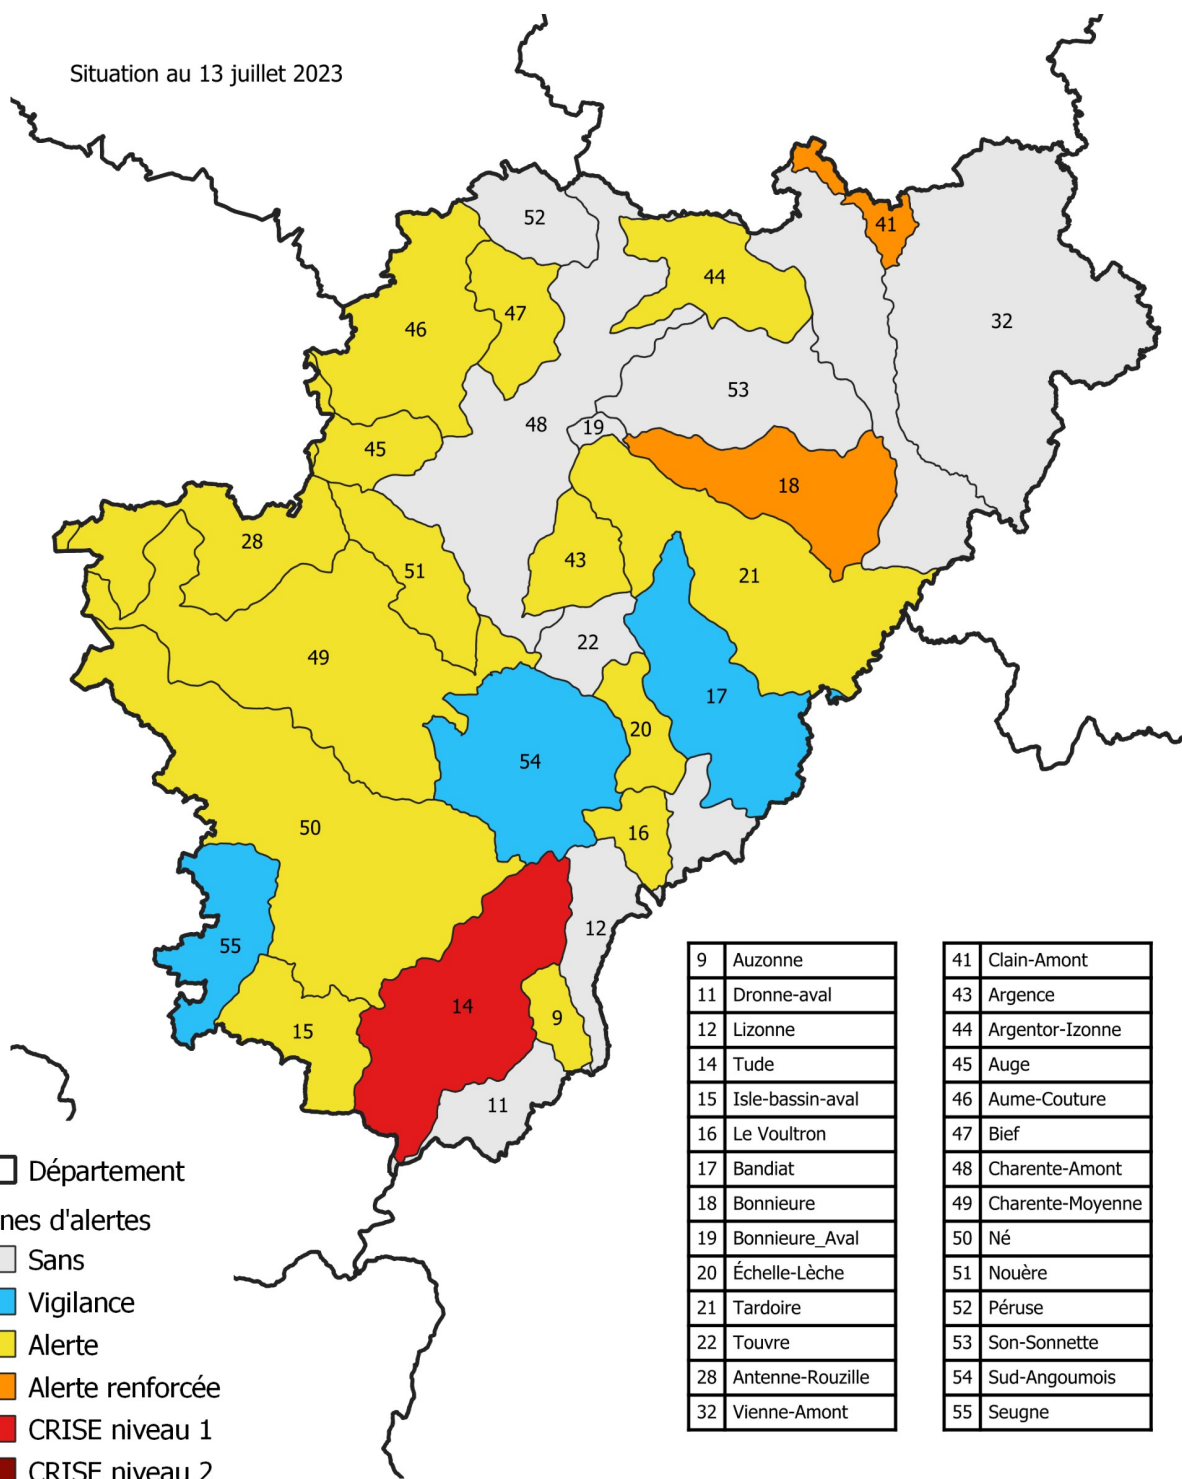 Situation au 13 juillet 2023
52
41
44
47
46
32
53
48
19
45
18
28
51
43
21
22
49
17
20
54
50
16
12
55
14
9
15
11
9 Auzonne
11 Dronne-aval
12 Lizonne
14 Tude
15 Isle-bassin-aval
16 Le Voultron
17 Bandiat
18 Bonnieure
19 Bonnieure_Aval
20 Échelle-Lèche
21 Tardoire
22 Touvre
28 Antenne-Rouzille
32 Vienne-Amont
41 Clain-Amont
43 Argence
44 Argentor-Izonne
45 Auge
46 Aume-Couture
47 Bief
48 Charente-Amont
49 Charente-Moyenne
50 Né
51 Nouère
52 Péruse
53 Son-Sonnette
54 Sud-Angoumois
55 Seugne
Département
nes d'alertes
Sans
Vigilance
Alerte
Alerte renforcée
CRISE niveau 1
CRISE niveau 2